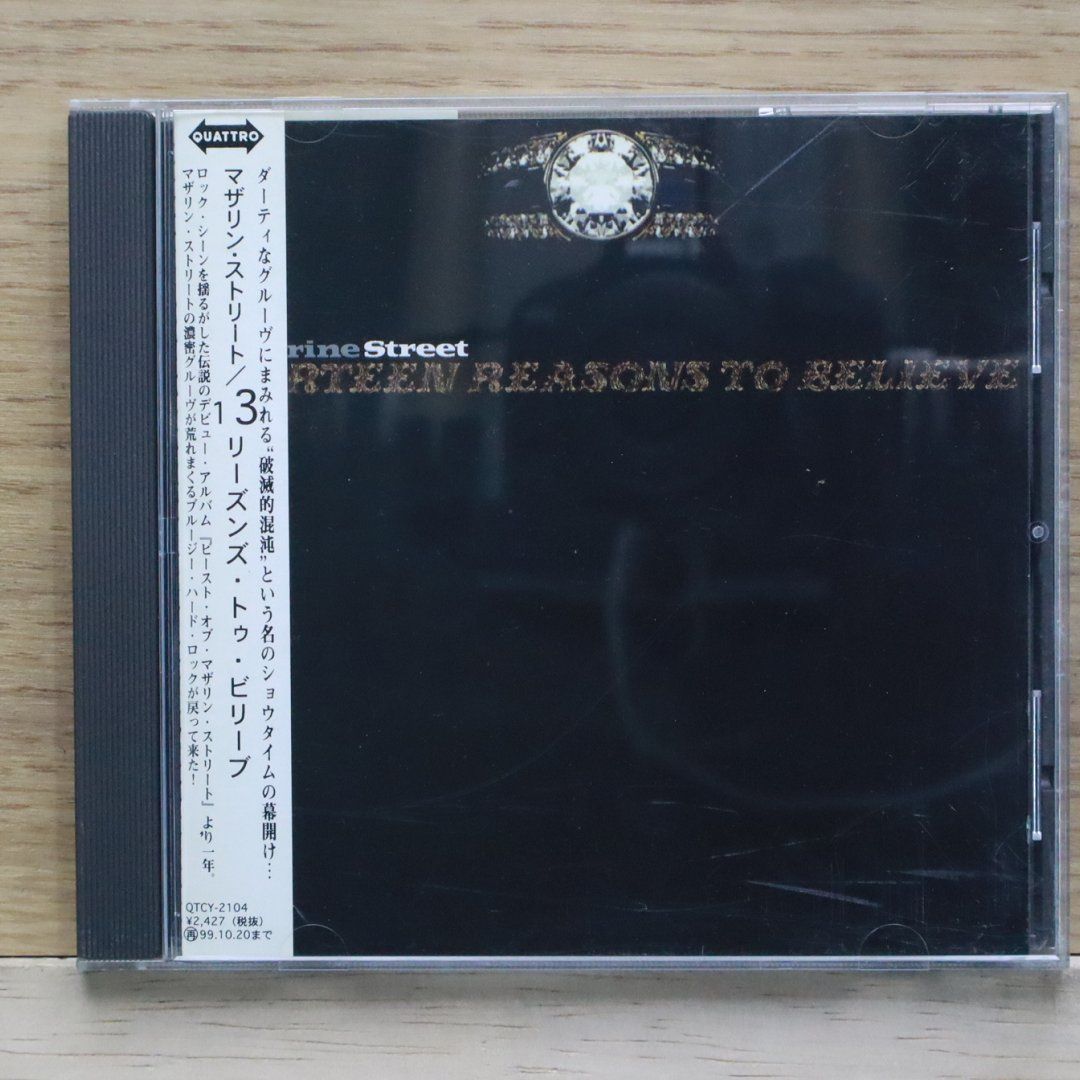 QUATTRO
ダーティなグルーヴにまみれる“破滅的混沌”という名のショウタイムの幕開け…
マザリン・ストリート／13リーズンズ・トゥ・ビリーブ
ロック・シーンを揺るがした伝説のデビュー・アルバム『ビースト・オブ・マザリン・ストリート』より一年。
マザリン・ストリートの濃密グルーヴが荒れまくるブルージー・ハード・ロックが戻って来た！
QTCY-2104
¥2,427（税抜）
再99.10.20まで
rine Street
RTEEN REASONS TO BELIEVE